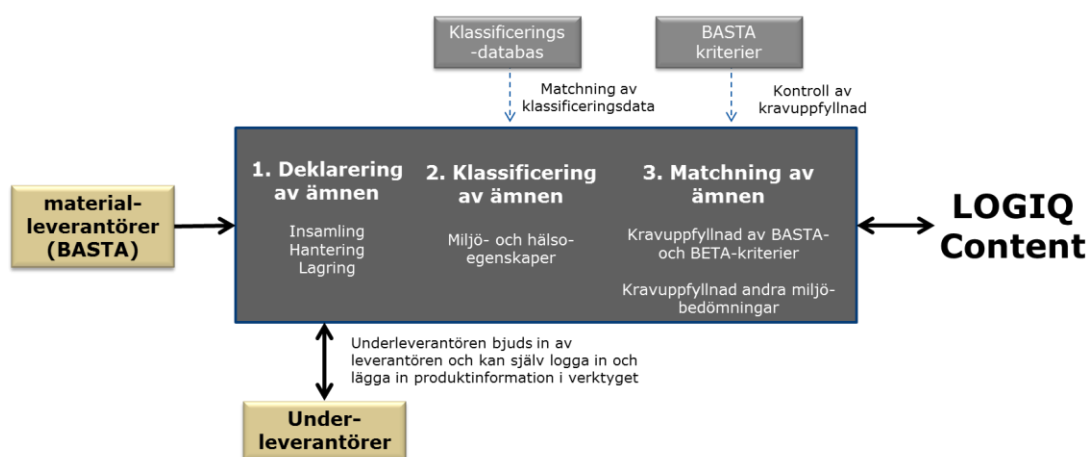 Klassificerings
-databas
BASTA
kriterier
Matchning av
klassificeringsdata
Kontroll av
kravuppfyllnad
material-
leverantörer
(BASTA)
1. Deklarering
av ämnen
Insamling
Hantering
Lagring
2. Klassificering
av ämnen
Miljö- och hälso-
egenskaper
3. Matchning av
ämnen
Kravuppfyllnad av BASTA-
och BETA-kriterier
Kravuppfyllnad andra miljö-
bedömningar
LOGIQ
Content
Underleverantören bjuds in av
leverantören och kan själv logga in och
lägga in produktinformation i verktyget
Under-
leverantörer